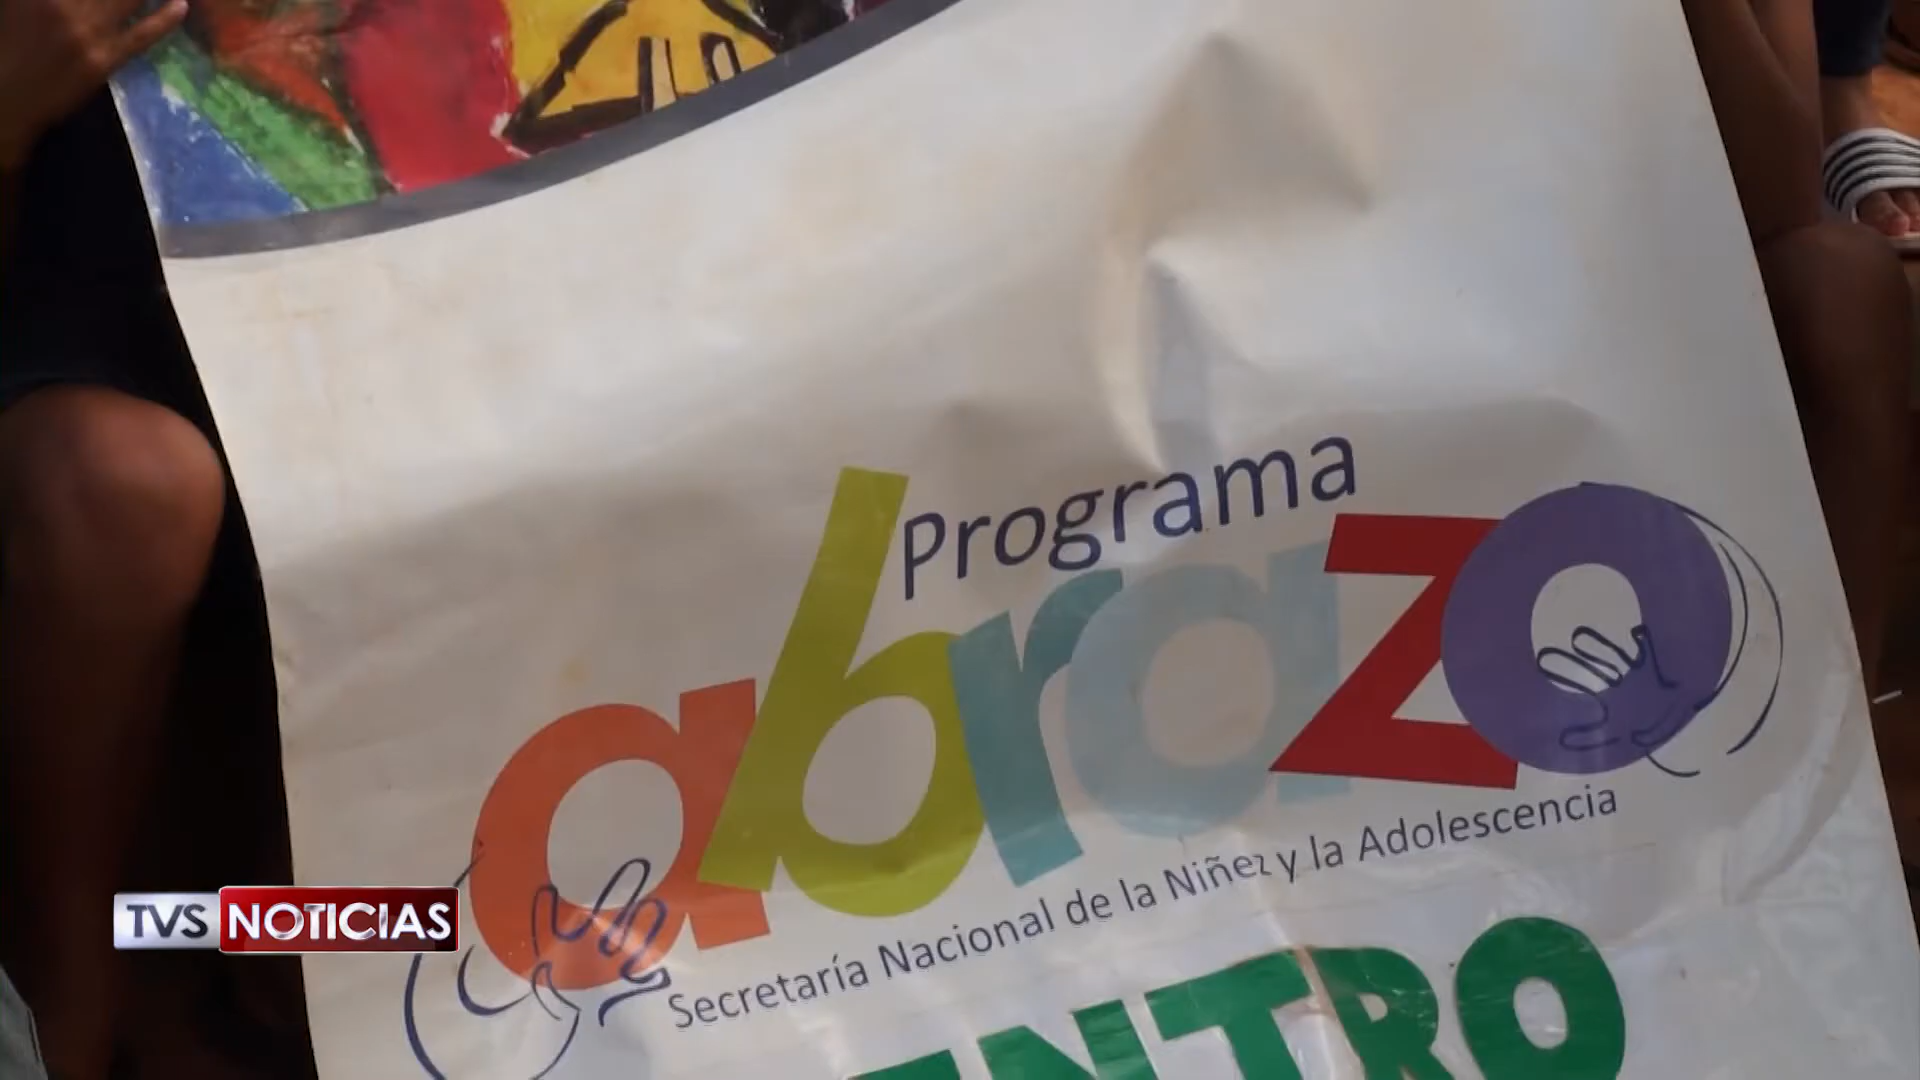 Programa
abrazo
Secretaría Nacional de la Niñez y la Adolescencia
TVS NOTICIAS